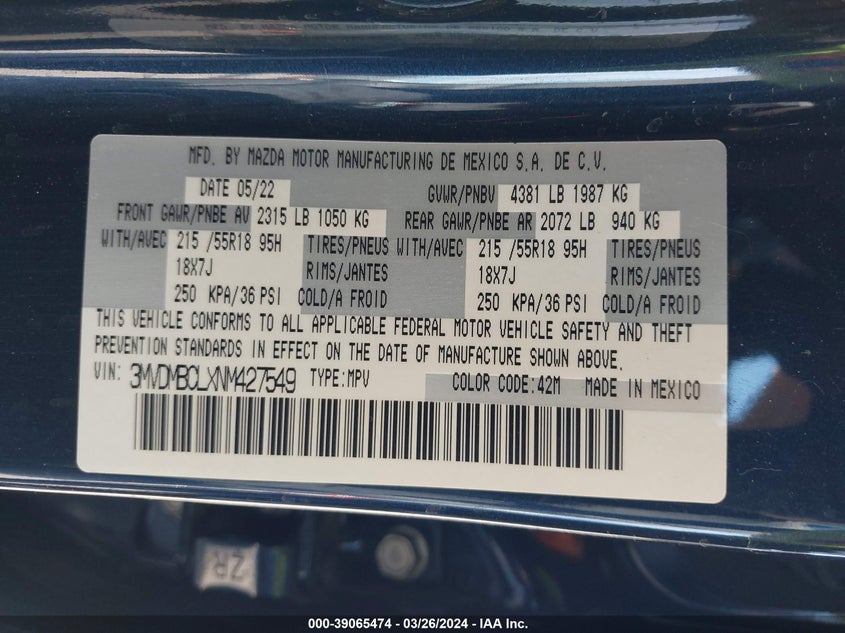 MFD. BY MAZDA MOTOR MANUFACTURING DE MEXICO S.A. DE C.V.
DATE 05/22 GVWR/PNBV 4381 LB 1987 KG
FRONT GAWR/PNBE AV 2315 LB 1050 KG REAR GAWR/PNBE AR 2072 LB 940 KG
WITH/AVEC 215 /55R18 95H TIRES/PNEUS WITH/AVEC 215 /55R18 95H TIRES/PNEUS
18X7J RIMS/JANTES 18X7J RIMS/JANTES
250 KPA/36 PSI COLD/A FROID 250 KPA/36 PSI COLD/A FROID
THIS VEHICLE CONFORMS TO ALL APPLICABLE FEDERAL MOTOR VEHICLE SAFETY AND THEFT
PREVENTION STANDARDS IN EFFECT ON THE DATE OF MANUFACTURE SHOWN ABOVE.
VIN: 3MVDMBCLXNM427549 TYPE:MPV COLOR CODE:42M MADE IN MEXICO
ZR
000-39065474 - 03/26/2024 - IAA Inc.